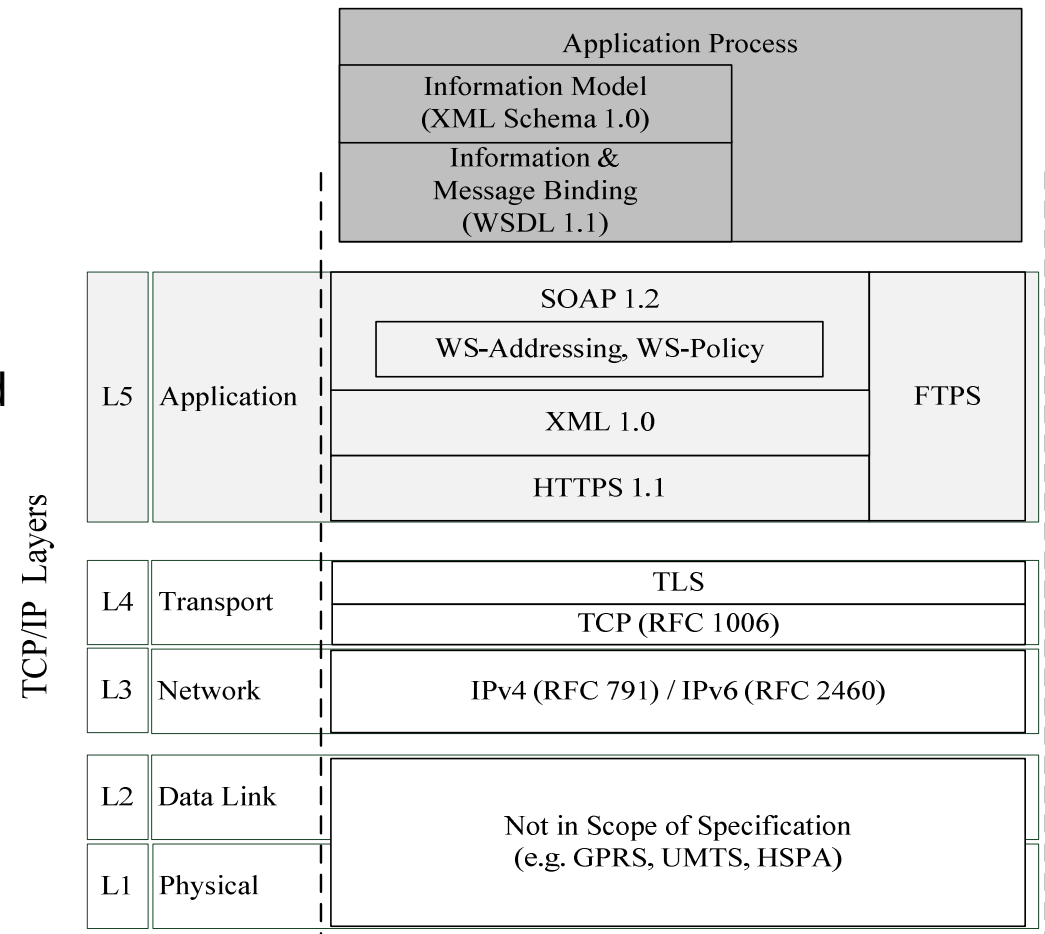 Application Process
Information Model
(XML Schema 1.0)
Information &
Message Binding
(WSDL 1.1)
TCP/IP Layers
L5
Application
SOAP 1.2
WS-Addressing, WS-Policy
XML 1.0
HTTPS 1.1
FTPS
L4
Transport
TLS
TCP (RFC 1006)
L3
Network
IPv4 (RFC 791) / IPv6 (RFC 2460)
L2
Data Link
L1
Physical
Not in Scope of Specification
(e.g. GPRS, UMTS, HSPA)